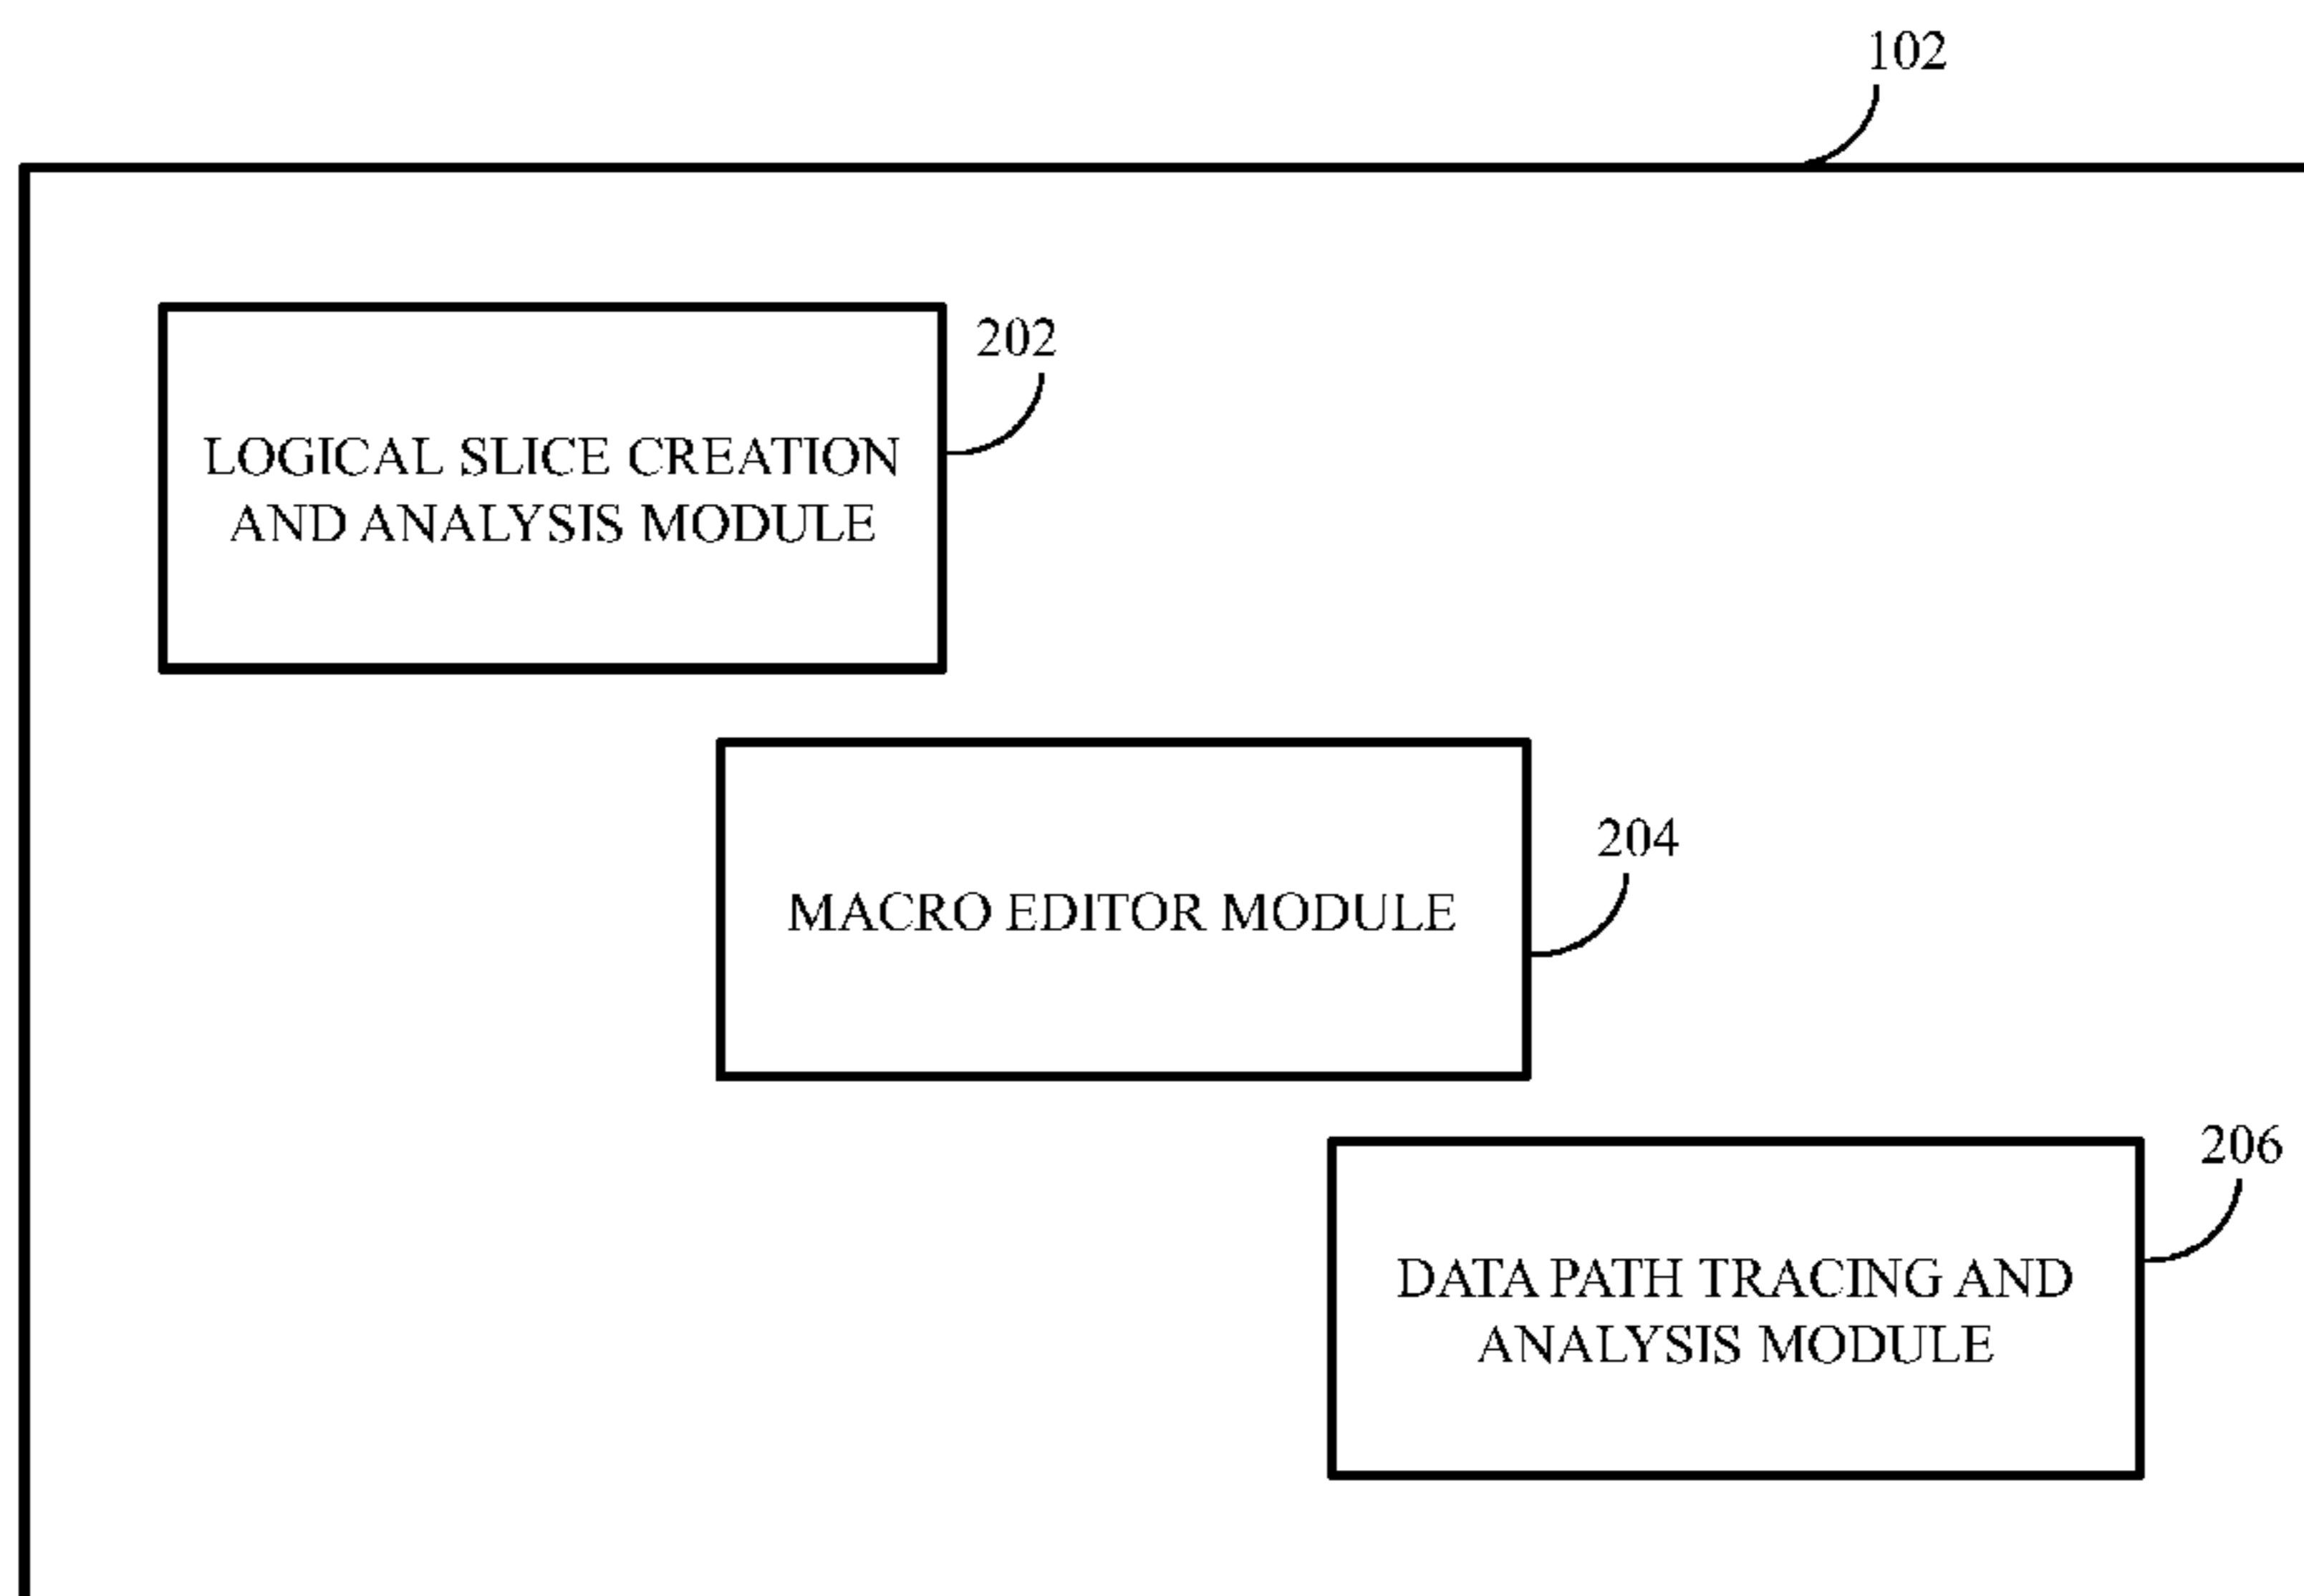 102
202
LOGICAL SLICE CREATION
AND ANALYSIS MODULE
204
MACRO EDITOR MODULE
206
DATA PATH TRACING AND
ANALYSIS MODULE